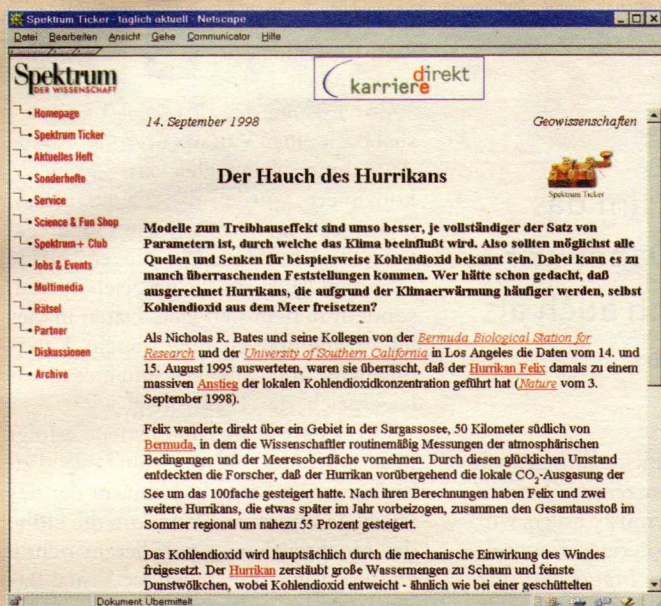 Spektrum Ticker - täglich aktuell - Netscape
Datei Bearbeiten Ansicht Gehe Communicator Hilfe
Spektrum
DER WISSENSCHAFT
karriere direkt
Homepage
Spektrum Ticker
Aktuelles Heft
Sonderhefte
Service
Science & Fun Shop
Spektrum+ Club
Jobs & Events
Multimedia
Rätsel
Partner
Diskussionen
Archive
14. September 1998 Geowissenschaften
Der Hauch des Hurrikans
Spektrum Ticker
Modelle zum Treibhauseffekt sind umso besser, je vollständiger der Satz von
Parametern ist, durch welche das Klima beeinflußt wird. Also sollten möglichst alle
Quellen und Senken für beispielsweise Kohlendioxid bekannt sein. Dabei kann es zu
manch überraschenden Feststellungen kommen. Wer hätte schon gedacht, daß
ausgerechnet Hurrikans, die aufgrund der Klimaerwärmung häufiger werden, selbst
Kohlendioxid aus dem Meer freisetzen?
Als Nicholas R. Bates und seine Kollegen von der Bermuda Biological Station for
Research und der University of Southern California in Los Angeles die Daten vom 14. und
15. August 1995 auswerteten, waren sie überrascht, daß der Hurrikan Felix damals zu einem
massiven Anstieg der lokalen Kohlendioxidkonzentration geführt hat (Nature vom 3.
September 1998).
Felix wanderte direkt über ein Gebiet in der Sargassosee, 50 Kilometer südlich von
Bermuda, in dem die Wissenschaftler routinemäßig Messungen der atmosphärischen
Bedingungen und der Meeresoberfläche vornehmen. Durch diesen glücklichen Umstand
entdeckten die Forscher, daß der Hurrikan vorübergehend die lokale CO2-Ausgasung der
See um das 100fache gesteigert hatte. Nach ihren Berechnungen haben Felix und zwei
weitere Hurrikans, die etwas später im Jahr vorbeizogen, zusammen den Gesamtausstoß im
Sommer regional um nahezu 55 Prozent gesteigert.
Das Kohlendioxid wird hauptsächlich durch die mechanische Einwirkung des Windes
freigesetzt. Der Hurrikan zerstäubt große Wassermengen zu Schaum und feinste
Dunstwölkchen, wobei Kohlendioxid entweicht - ähnlich wie bei einer geschüttelten
Dokument Übermittelt